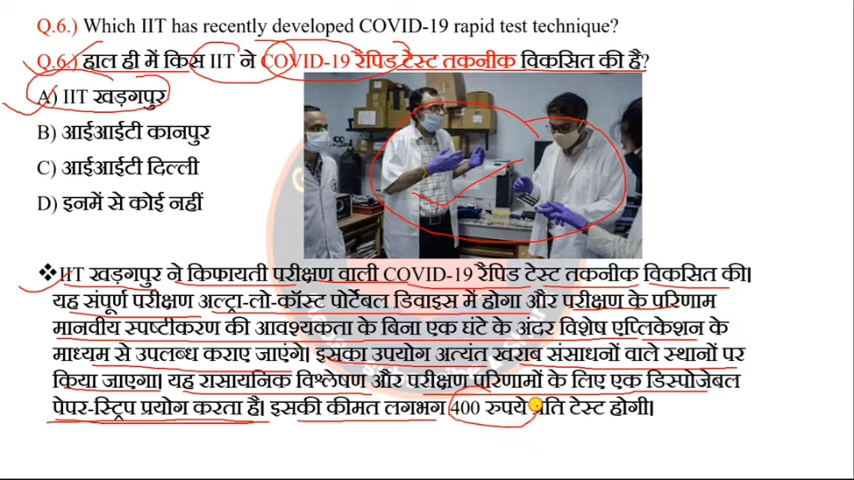 Q.6.) Which IIT has recently developed COVID-19 rapid test technique?
Q.6.) हाल ही में किस IIT ने COVID-19 रैपिड टेस्ट तकनीक विकसित की है?
A) IIT खड़गपुर
B) आईआईटी कानपुर
C) आईआईटी दिल्ली
D) इनमें से कोई नहीं
❖IIT खड़गपुर ने किफायती परीक्षण वाली COVID-19 रैपिड टेस्ट तकनीक विकसित की।
यह संपूर्ण परीक्षण अल्ट्रा-लो-कॉस्ट पोर्टेबल डिवाइस में होगा और परीक्षण के परिणाम
मानवीय स्पष्टीकरण की आवश्यकता के बिना एक घंटे के अंदर विशेष एप्लिकेशन के
माध्यम से उपलब्ध कराए जाएंगे। इसका उपयोग अत्यंत खराब संसाधनों वाले स्थानों पर
किया जाएगा। यह रासायनिक विश्लेषण और परीक्षण परिणामों के लिए एक डिस्पोजेबल
पेपर-स्ट्रिप प्रयोग करता है। इसकी कीमत लगभग 400 रुपये प्रति टेस्ट होगी।